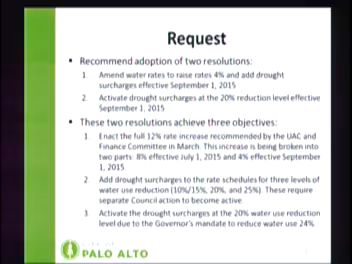 Request
• Recommend adoption of two resolutions:
1. Amend water rates to raise rates 4% and add drought
surcharges effective September 1, 2015
2. Activate drought surcharges at the 20% reduction level effective
September 1, 2015
• These two resolutions achieve three objectives:
1. Enact the full 12% rate increase recommended by the UAC and
Finance Committee in March. This increase is being broken into
two parts: 8% effective July 1, 2015 and 4% effective September
1, 2015.
2. Add drought surcharges to the rate schedules for three levels of
water use reduction (10%/15%, 20%, and 25%). These require
separate Council action to become active.
3. Activate the drought surcharges at the 20% water use reduction
level due to the Governor's mandate to reduce water use 24%.
PALO ALTO